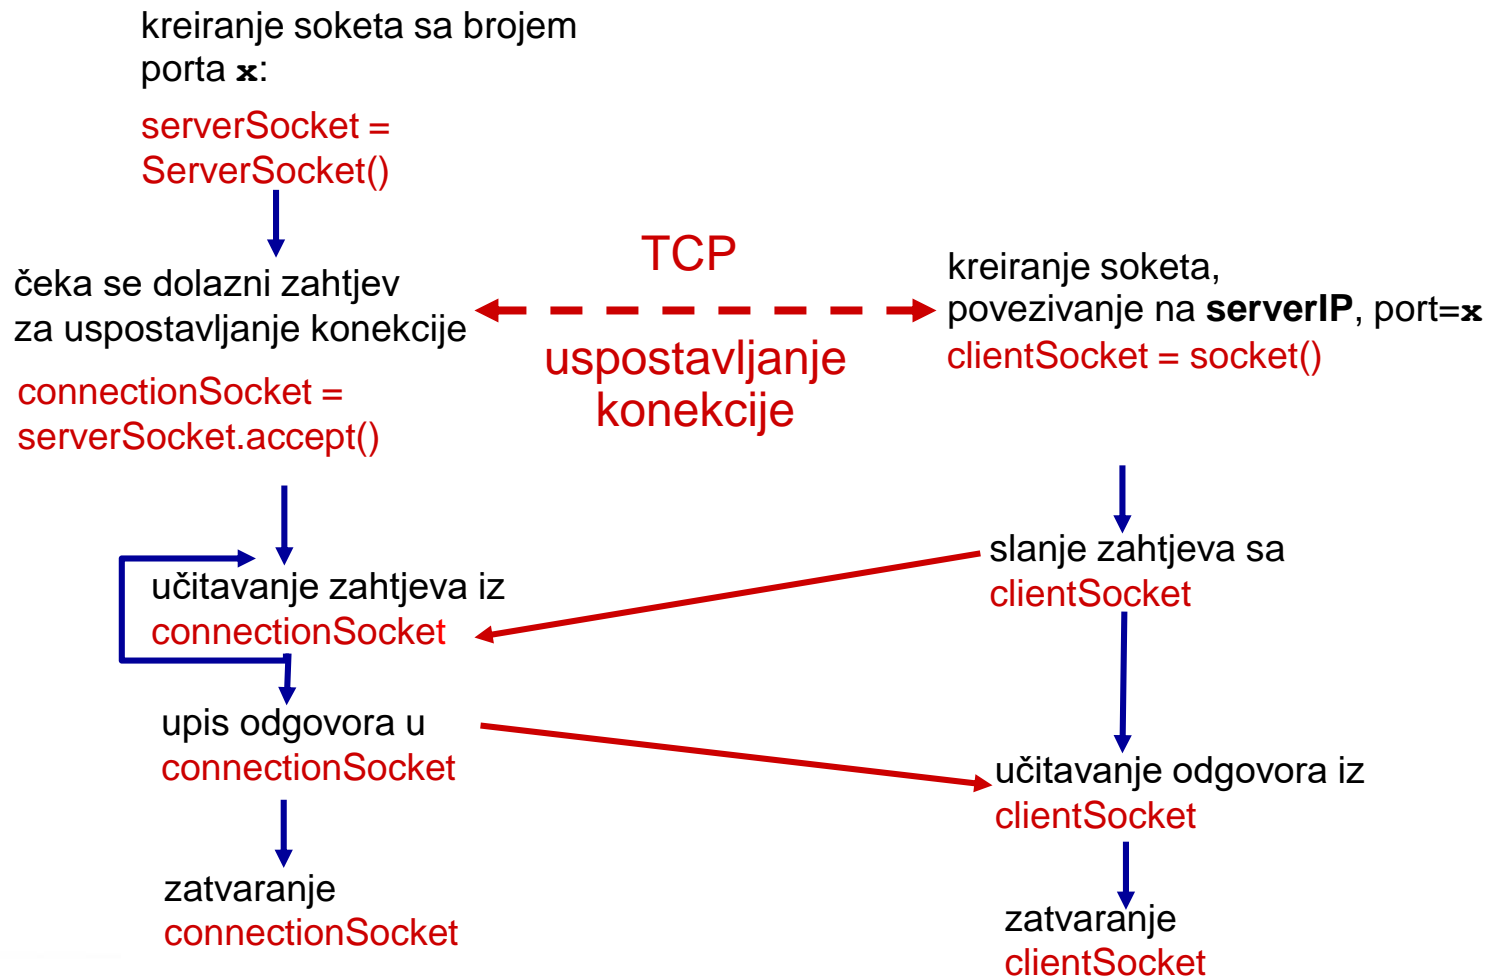 kreiranje soketa sa brojem
porta x:
serverSocket =
ServerSocket()
čeka se dolazni zahtjev
za uspostavljanje konekcije
connectionSocket =
serverSocket.accept()
TCP
uspostavljanje
konekcije
kreiranje soketa,
povezivanje na serverIP, port=x
clientSocket = socket()
slanje zahtjeva sa
clientSocket
učitavanje zahtjeva iz
connectionSocket
upis odgovora u
connectionSocket
učitavanje odgovora iz
clientSocket
zatvaranje
connectionSocket
zatvaranje
clientSocket